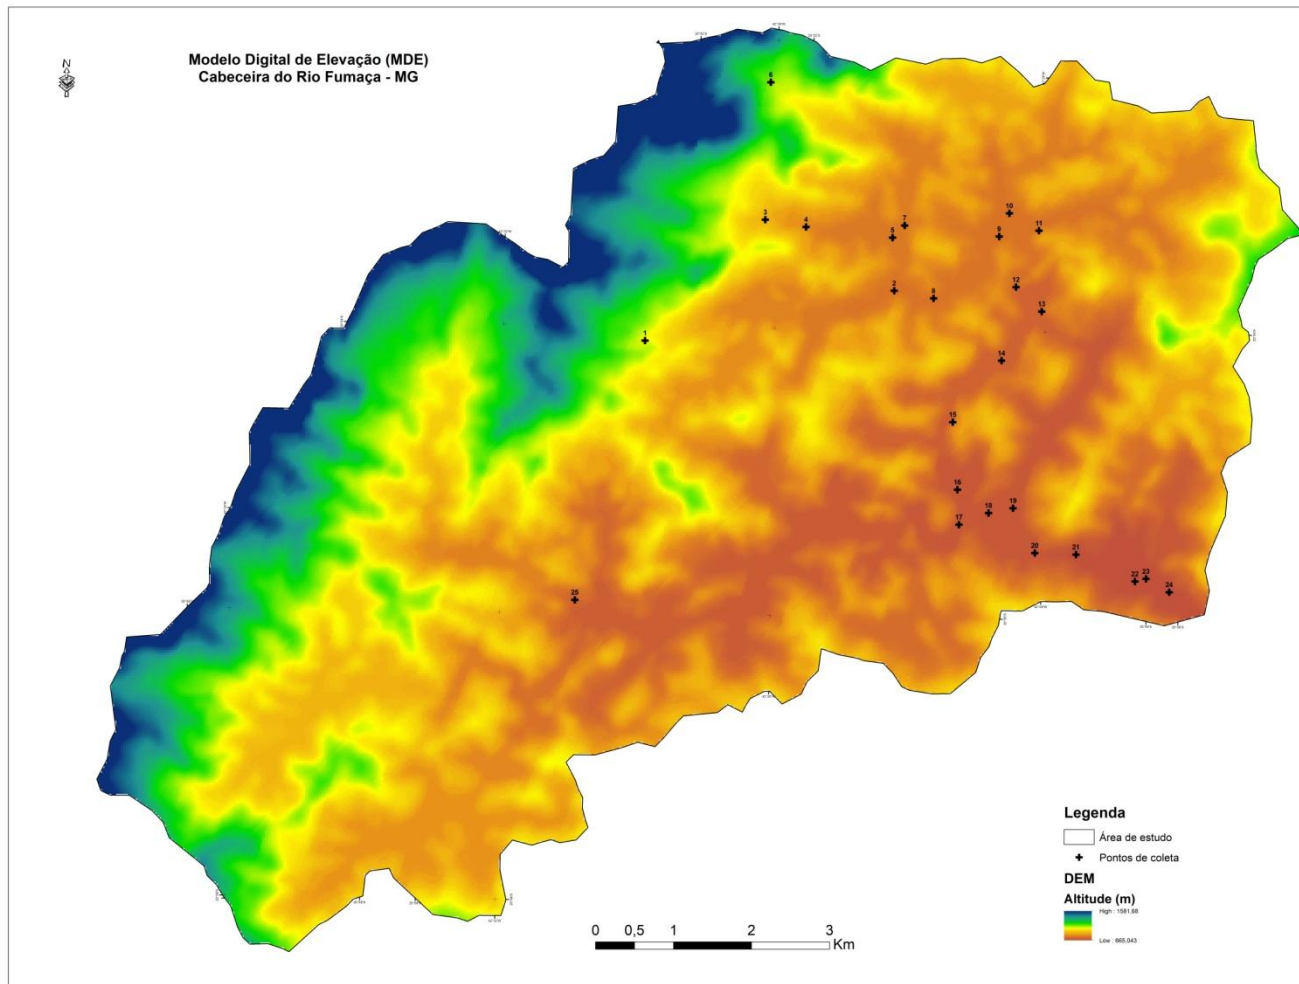 Modelo Digital de Elevação (MDE)
Cabeceira do Rio Fumaça - MG
N
6
3
4
7
5
10
9
11
2
8
12
13
1
14
15
16
17
18
19
20
21
22
23
24
25
Legenda
Área de estudo
Pontos de coleta
DEM
Altitude (m)
High : 1581,68
Low : 665,043
0 0,5 1 2 3
Km